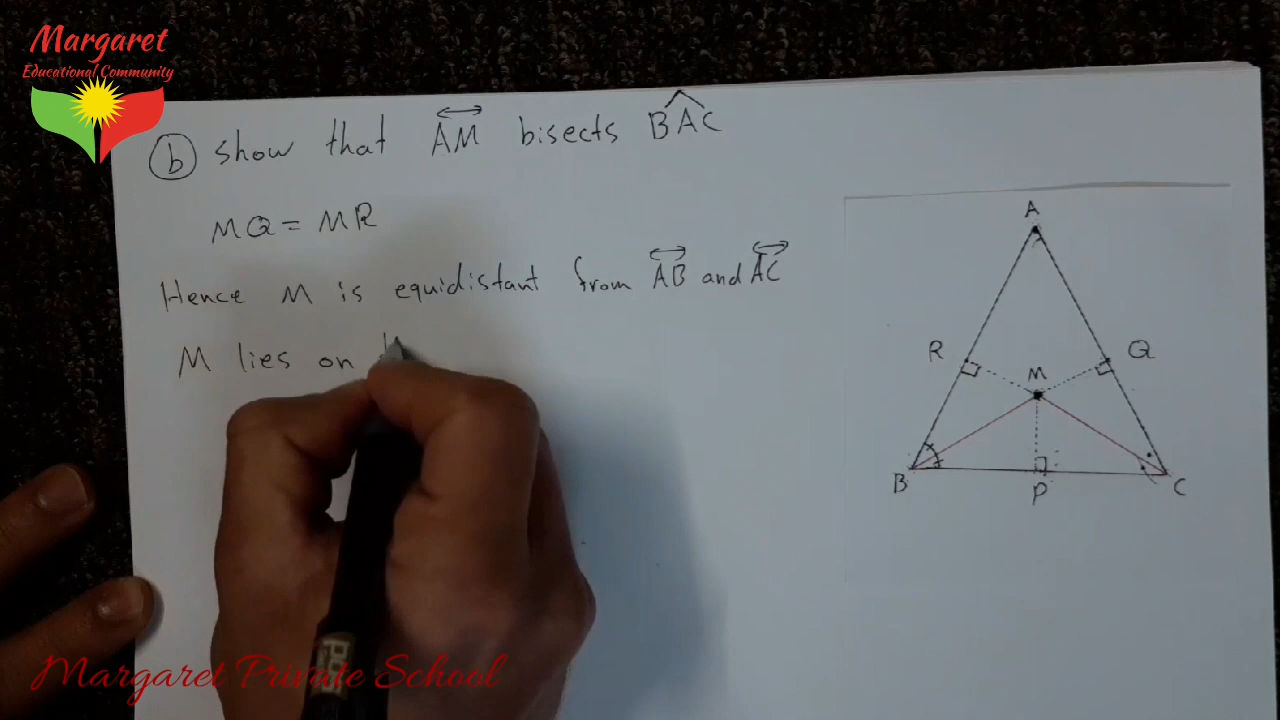 Margaret
Educational Community
b show that AM bisects BAC
MQ = MR
Hence M is equidistant from AB and AC
M lies on
A
R
Q
M
B
P
C
Margaret Private School